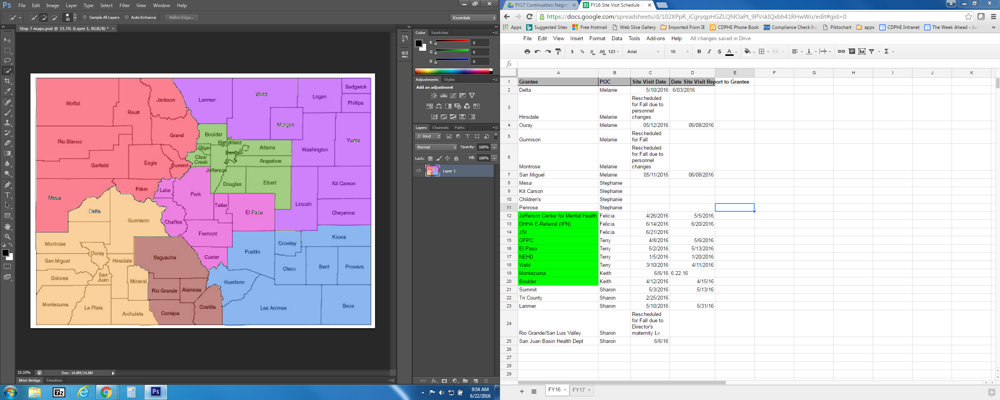 Ps File Edit Image Layer Type Select Filter View Window Help
30 Sample All Layers Auto-Enhance Refine Edge... Essentials
Step 7 maps.psd @ 33.3% (Layer 1, RGB/8) * ×
Moffat
Routt
Jackson
Larimer
Weld
Logan
Sedgwick
Phillips
Morgan
Rio Blanco
Grand
Boulder
Broomfield
Gilpin
Clear
Creek
Denver
Adams
Arapahoe
Washington
Yuma
Garfield
Eagle
Summit
Jefferson
Mesa
Pitkin
Lake
Park
Douglas
Elbert
Kit Carson
Delta
Gunnison
Chaffee
Teller
El Paso
Lincoln
Cheyenne
Montrose
Fremont
Kiowa
Ouray
San Miguel
Hinsdale
Saguache
Custer
Pueblo
Crowley
Dolores
San
Juan
Mineral
Huerfano
Otero
Bent
Prowers
Rio Grande
Alamosa
Montezuma
La Plata
Archuleta
Conejos
Costilla
Las Animas
Baca
Color Swatches
R 0
G 0
B 0
Adjustments Styles
Add an adjustment
Layers Channels Paths
Kind
Normal Opacity: 100%
Lock: Fill: 100%
Layer 1
33.33% Doc: 14.8M/14.8M
Mini Bridge Timeline
7z Ps 9:54 AM
6/22/2016
FY17 Continuation Negoti × FY16 Site Visit Schedule - ×
https://docs.google.com/spreadsheets/d/102XPpR_iCgryqpHGZLQhlOaPt_9PVskIQxbh41RHwWo/edit#gid=0
Apps Suggested Sites Free Hotmail Web Slice Gallery Imported From IE CDPHE Phone Book FDA Compliance Check Ins Piktochart apps CDPHE Intranet The Week Ahead - Jun »
File Edit View Insert Format Data Tools Add-ons Help All changes saved in Drive
$ % .0 .00 123 Arial 10 B I S A Σ
fx
A B C D E F G H I J K
1 Grantee POC Site Visit Date Date Site Visit Report to Grantee
2 Delta Melanie 5/10/2016 .6/03/2016
3 Hinsdale Melanie Rescheduled
for Fall due to
personnel
changes
4 Ouray Melanie 05/12/2016 06/08/2016
5 Gunnison Melanie Rescheduled
for Fall
6 Montrose Melanie Rescheduled
for Fall due to
personnel
changes
7 San Miguel Melanie 05/11/2016 06/08/2016
8 Mesa Stephanie
9 Kit Carson Stephanie
10 Children's Stephanie
11 Penrose Stephanie
12 Jefferson Center for Mental Health Felicia 4/26/2016 5/5/2016
13 DHHA E-Referral (IPN) Felicia 6/14/2016 6/20/2016
14 JSI Felicia 6/21/2016
15 GFPC Terry 4/8/2016 5/6/2016
16 El Paso Terry 5/2/2016 5/13/2016
17 NEHD Terry 1/5/2016 1/20/2016
18 Weld Terry 3/10/2016 4/11/2016
19 Montezuma Keith 6/6/16 6.22.16
20 Boulder Keith 4/12/2016 4/15/16
21 Summit Sharon 5/3/2016 5/13/16
22 Tri County Sharon 2/25/2016
23 Larimer Sharon 5/10/2016 5/31/16
24 Rio Grande/San Luis Valley Sharon Rescheduled
for Fall due to
Director's
maternity Lv
25 San Juan Basin Health Dept Sharon 6/6/16
26
27
28
29
+ FY16 FY17